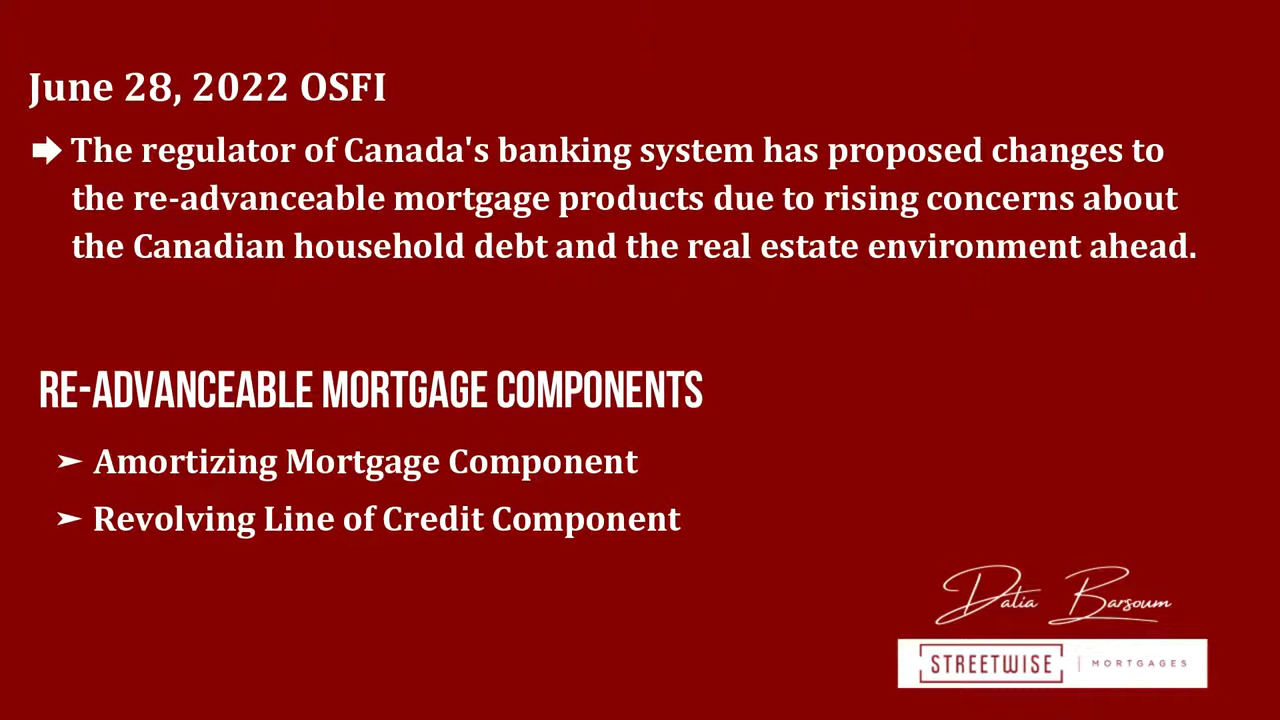 June 28, 2022 OSFI
The regulator of Canada's banking system has proposed changes to
the re-advanceable mortgage products due to rising concerns about
the Canadian household debt and the real estate environment ahead.
RE-ADVANCEABLE MORTGAGE COMPONENTS
Amortizing Mortgage Component
Revolving Line of Credit Component
Dalia Barsoum
STREETWISE | MORTGAGES